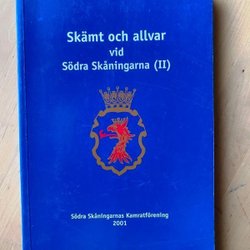 Skämt och allvar
vid
Södra Skåningarna (II)
Södra Skåningarnas Kamratförening
2001